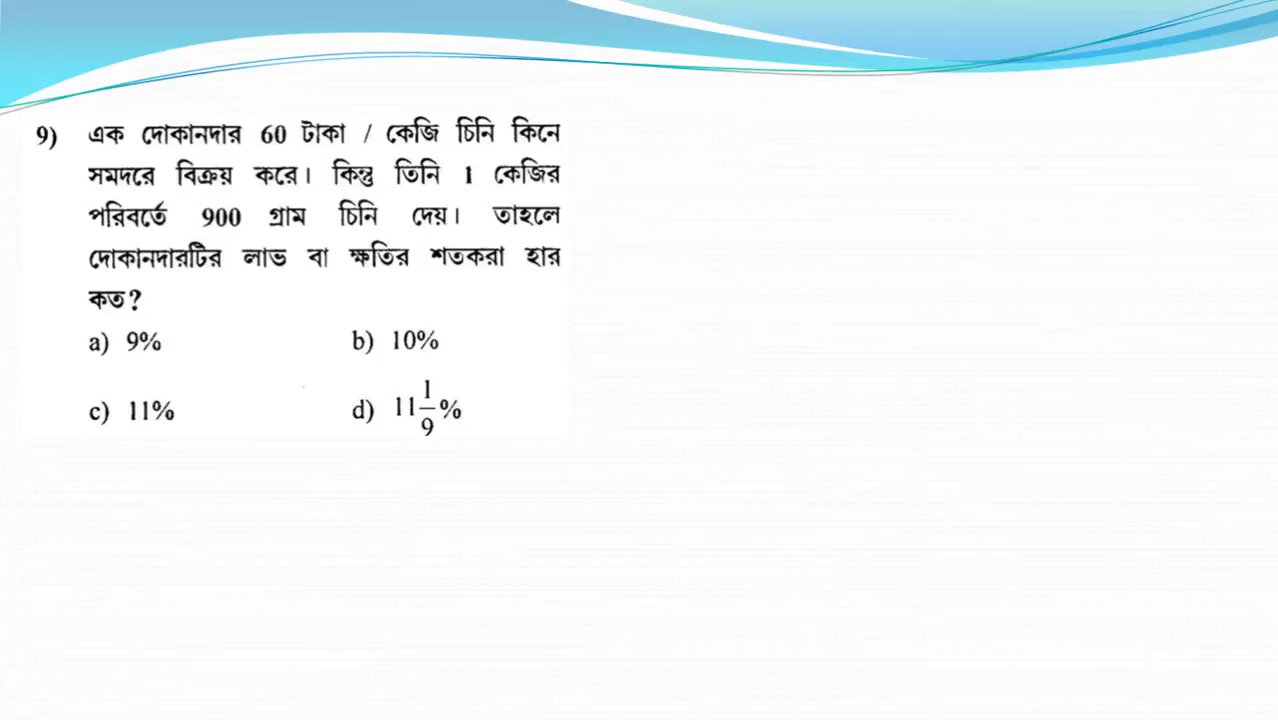 9) এক দোকানদার 60 টাকা / কেজি চিনি কিনে
সমদরে বিক্রয় করে। কিন্তু তিনি 1 কেজির
পরিবর্তে 900 গ্রাম চিনি দেয়। তাহলে
দোকানদারটির লাভ বা ক্ষতির শতকরা হার
কত?
a) 9% b) 10%
c) 11% d) 11 1/9 %